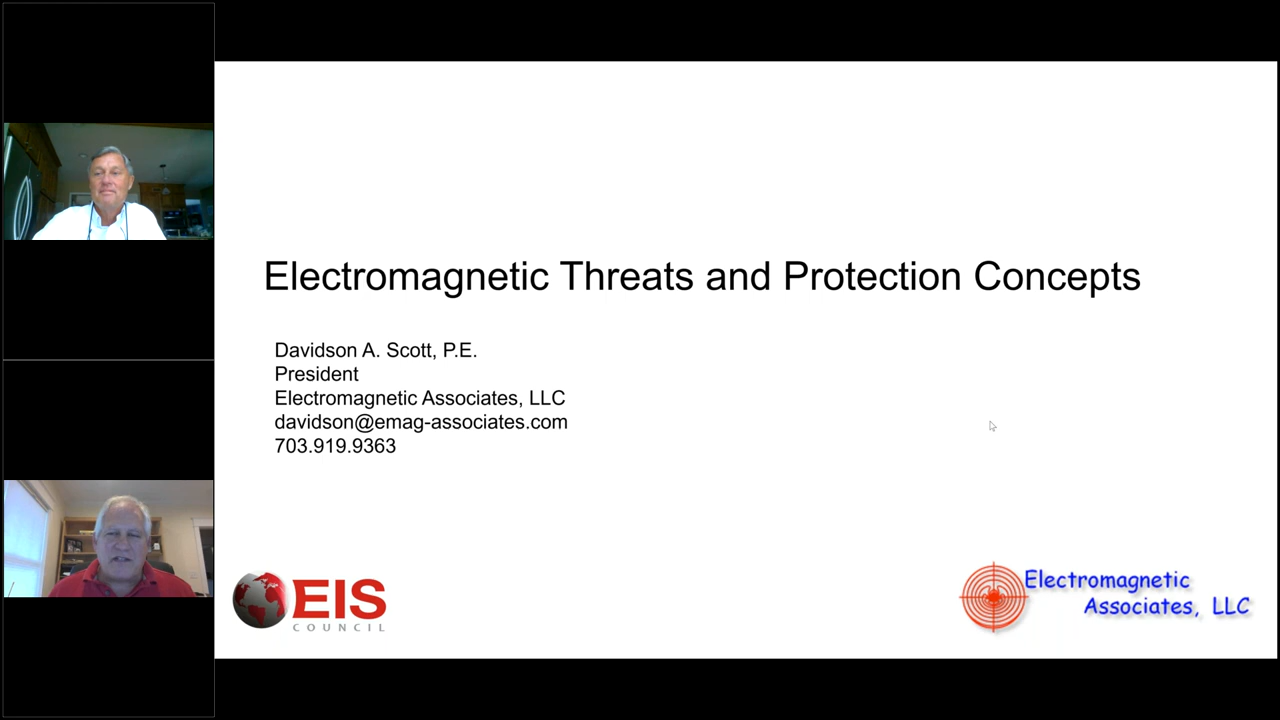 Electromagnetic Threats and Protection Concepts
Davidson A. Scott, P.E.
President
Electromagnetic Associates, LLC
davidson@emag-associates.com
703.919.9363
EIS
COUNCIL
Electromagnetic
Associates, LLC